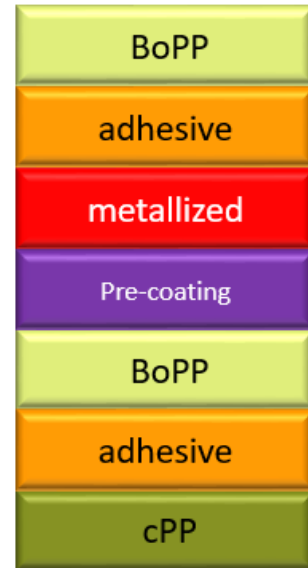 BoPP
adhesive
metallized
Pre-coating
BoPP
adhesive
cPP